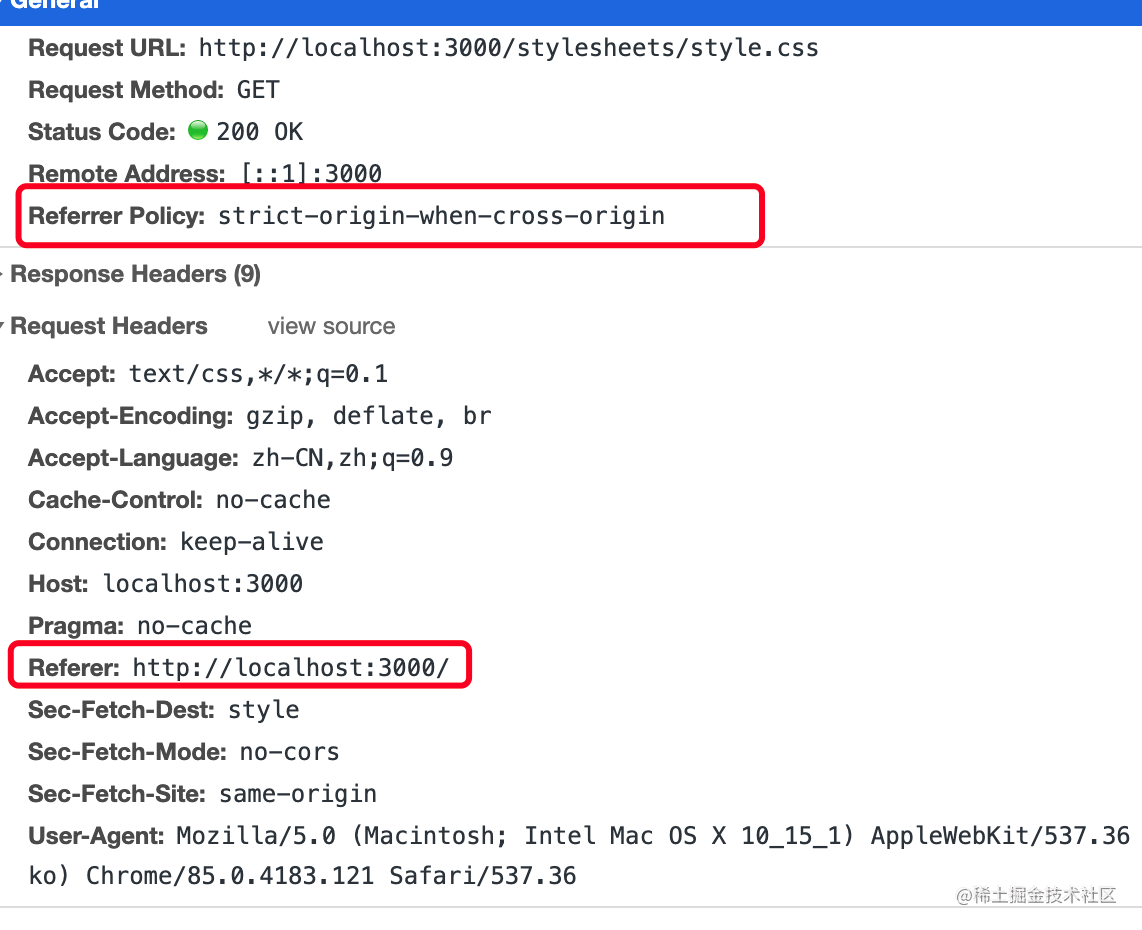 General
Request URL: http://localhost:3000/stylesheets/style.css
Request Method: GET
Status Code: 200 OK
Remote Address: [::1]:3000
Referrer Policy: strict-origin-when-cross-origin
Response Headers (9)
Request Headers view source
Accept: text/css,*/*;q=0.1
Accept-Encoding: gzip, deflate, br
Accept-Language: zh-CN,zh;q=0.9
Cache-Control: no-cache
Connection: keep-alive
Host: localhost:3000
Pragma: no-cache
Referer: http://localhost:3000/
Sec-Fetch-Dest: style
Sec-Fetch-Mode: no-cors
Sec-Fetch-Site: same-origin
User-Agent: Mozilla/5.0 (Macintosh; Intel Mac OS X 10_15_1) AppleWebKit/537.36
ko) Chrome/85.0.4183.121 Safari/537.36
@稀土掘金技术社区